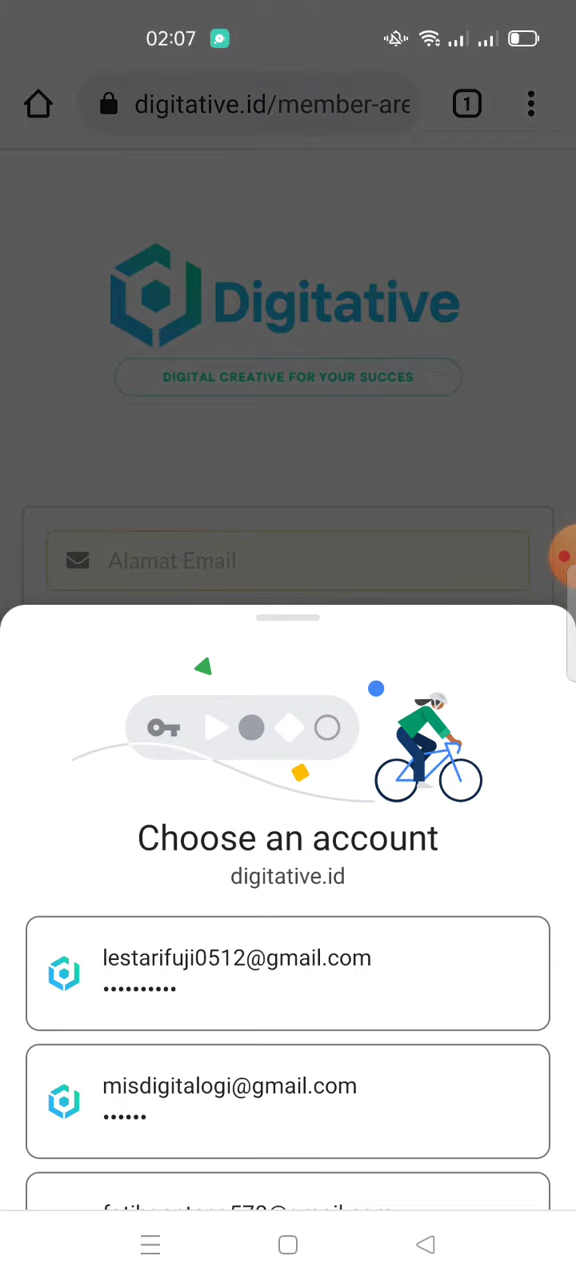 02:07
digitative.id/member-are
1
Digitative
DIGITAL CREATIVE FOR YOUR SUCCES
Alamat Email
Choose an account
digitative.id
lestarifuji0512@gmail.com
••••••••••
misdigitalogi@gmail.com
••••••